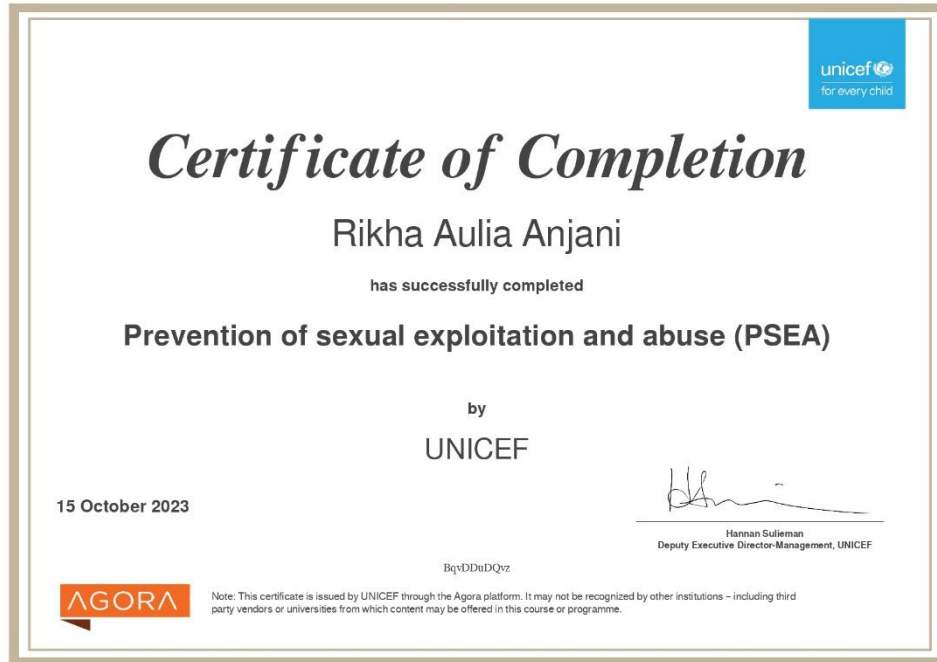 unicef
for every child
Certificate of Completion
Rikha Aulia Anjani
has successfully completed
Prevention of sexual exploitation and abuse (PSEA)
by
UNICEF
15 October 2023
Hannan Sulieman
Deputy Executive Director-Management, UNICEF
BqvDDuDQvz
AGORA
Note: This certificate is issued by UNICEF through the Agora platform. It may not be recognized by other institutions – including third
party vendors or universities from which content may be offered in this course or programme.